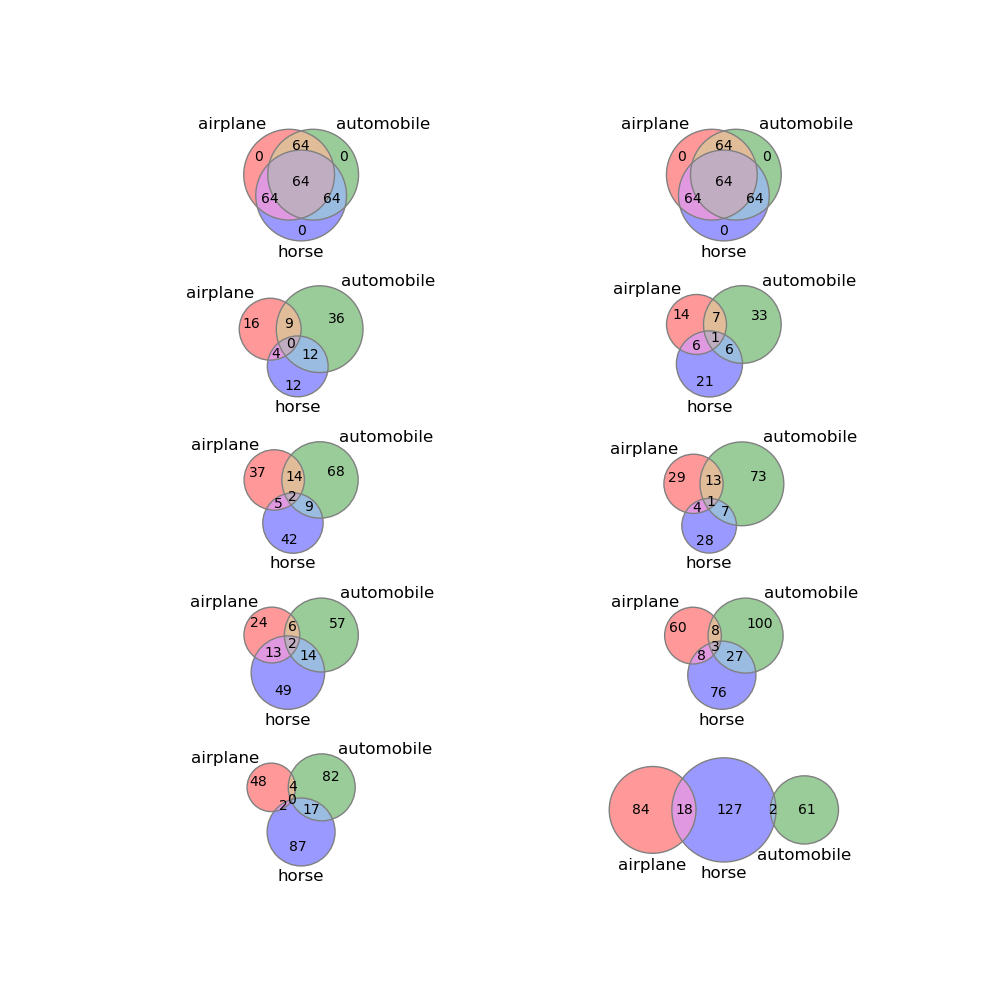 airplane automobile
0 64 0
64
64 64
0
horse
airplane automobile
0 64 0
64
64 64
0
horse
airplane automobile
16 9 36
0
4 12
12
horse
airplane automobile
14 7 33
1
6 6
21
horse
airplane automobile
37 14 68
2
5 9
42
horse
airplane automobile
29 13 73
1
4 7
28
horse
airplane automobile
24 6 57
2
13 14
49
horse
airplane automobile
60 8 100
3
8 27
76
horse
airplane automobile
48 4 82
0
2 17
87
horse
84 18 127 2 61
airplane horse automobile